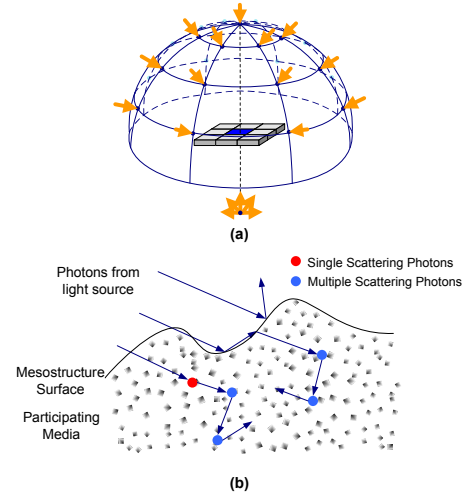 (a)
Photons from
light source
Single Scattering Photons
Multiple Scattering Photons
Mesostructure
Surface
Participating
Media
(b)